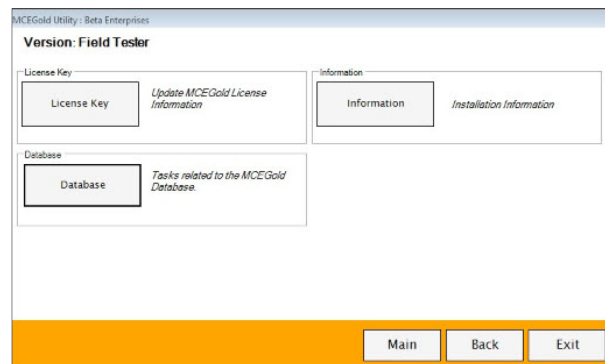 MCEGold Utility : Beta Enterprises
Version: Field Tester
License Key
License Key
Update MCEGold License
Information
Information
Information
Installation Information
Database
Database
Tasks related to the MCEGold
Database.
Main
Back
Exit